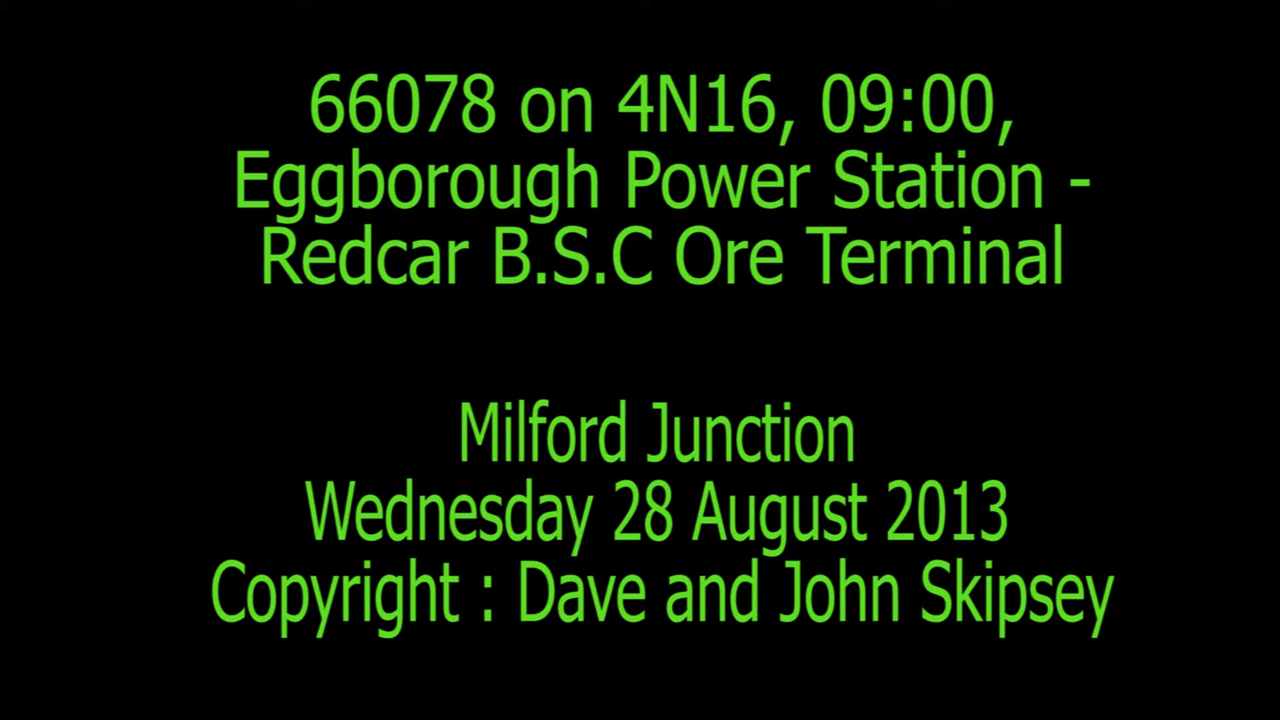 66078 on 4N16, 09:00,
Eggborough Power Station -
Redcar B.S.C Ore Terminal
Milford Junction
Wednesday 28 August 2013
Copyright : Dave and John Skipsey